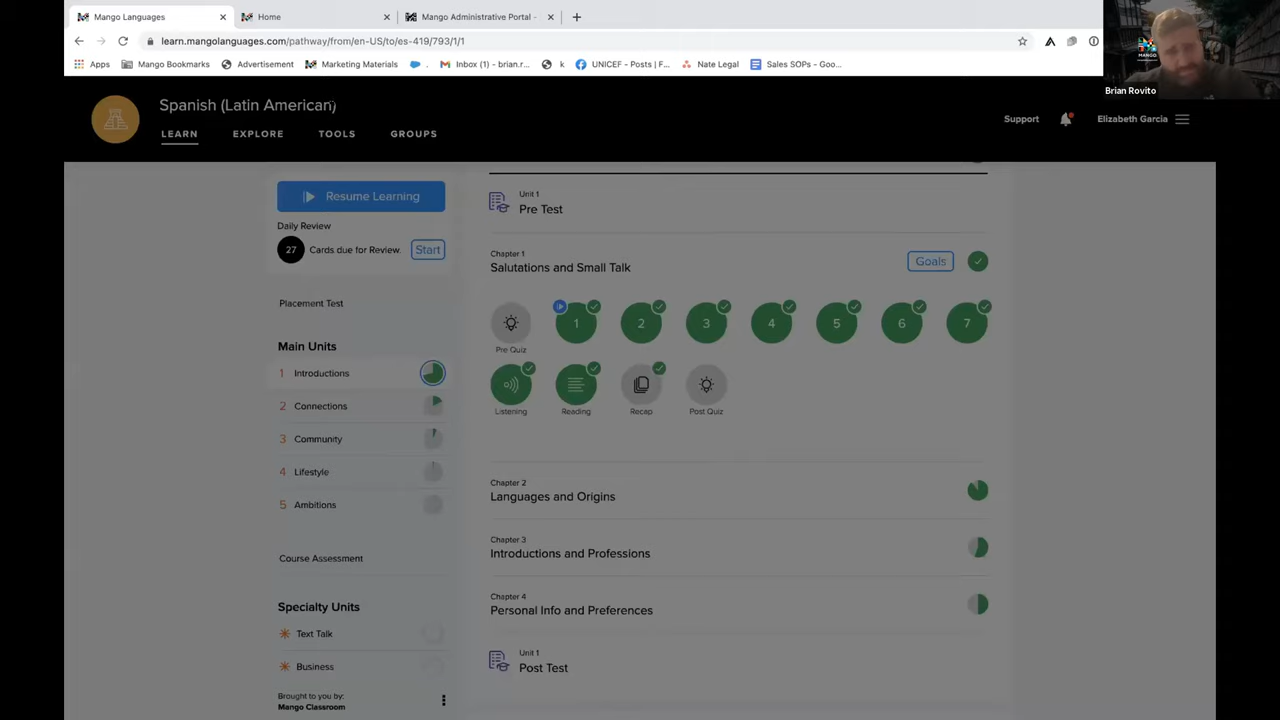 Mango Languages
Home
Mango Administrative Portal -
learn.mangolanguages.com/pathway/from/en-US/to/es-419/793/1/1
Apps
Mango Bookmarks
Advertisement
Marketing Materials
Inbox (1) - brian.r...
k
UNICEF - Posts | F...
Nate Legal
Sales SOPs - Goo...
MANGO
Brian Rovito
Spanish (Latin American)
LEARN
EXPLORE
TOOLS
GROUPS
Support
Elizabeth Garcia
Resume Learning
Daily Review
27
Cards due for Review.
Start
Placement Test
Main Units
1 Introductions
2 Connections
3 Community
4 Lifestyle
5 Ambitions
Course Assessment
Specialty Units
Text Talk
Business
Brought to you by:
Mango Classroom
Unit 1
Pre Test
Chapter 1
Salutations and Small Talk
Goals
1 2 3 4 5 6 7
Pre Quiz
Listening
Reading
Recap
Post Quiz
Chapter 2
Languages and Origins
Chapter 3
Introductions and Professions
Chapter 4
Personal Info and Preferences
Unit 1
Post Test